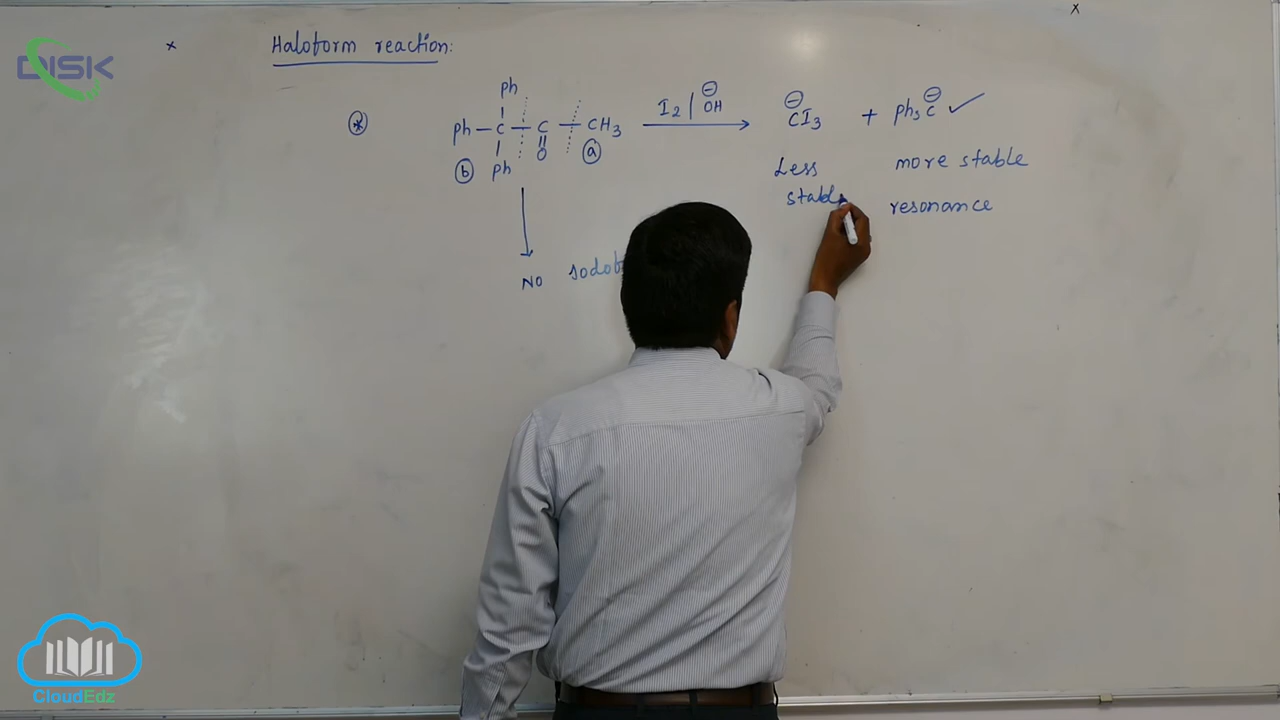 DISK
Haloform reaction:
Ph
Ph—C—C—CH3
O
Ph
ⓑ
ⓐ
I2 | ⊖OH
⊖CI3 + Ph3C⊖ ✓
Less stable
more stable
resonance
NO
CloudEdz